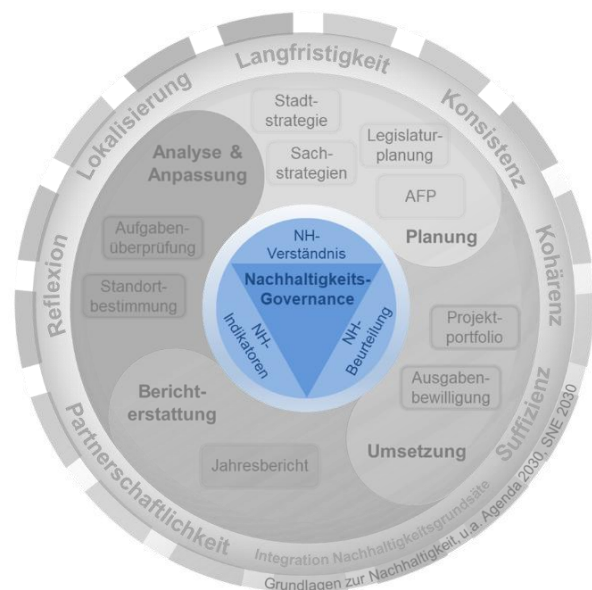 Lokalisierung
Langfristigkeit
Konsistenz
Kohärenz
Suffizienz
Integration Nachhaltigkeitsgrundsäte
Grundlagen zur Nachhaltigkeit, u.a. Agenda 2030, SNE 2030
Partnerschaftlichkeit
Reflexion
Analyse &
Anpassung
Stadt-
strategie
Sach-
strategien
Legislatur-
planung
AFP
Planung
Aufgaben-
überprüfung
Standort-
bestimmung
NH-
Verständnis
Nachhaltigkeits-
Governance
NH-
Indikatoren
NH-
Beurteilung
Projekt-
portfolio
Ausgaben-
bewilligung
Umsetzung
Bericht-
erstattung
Jahresbericht